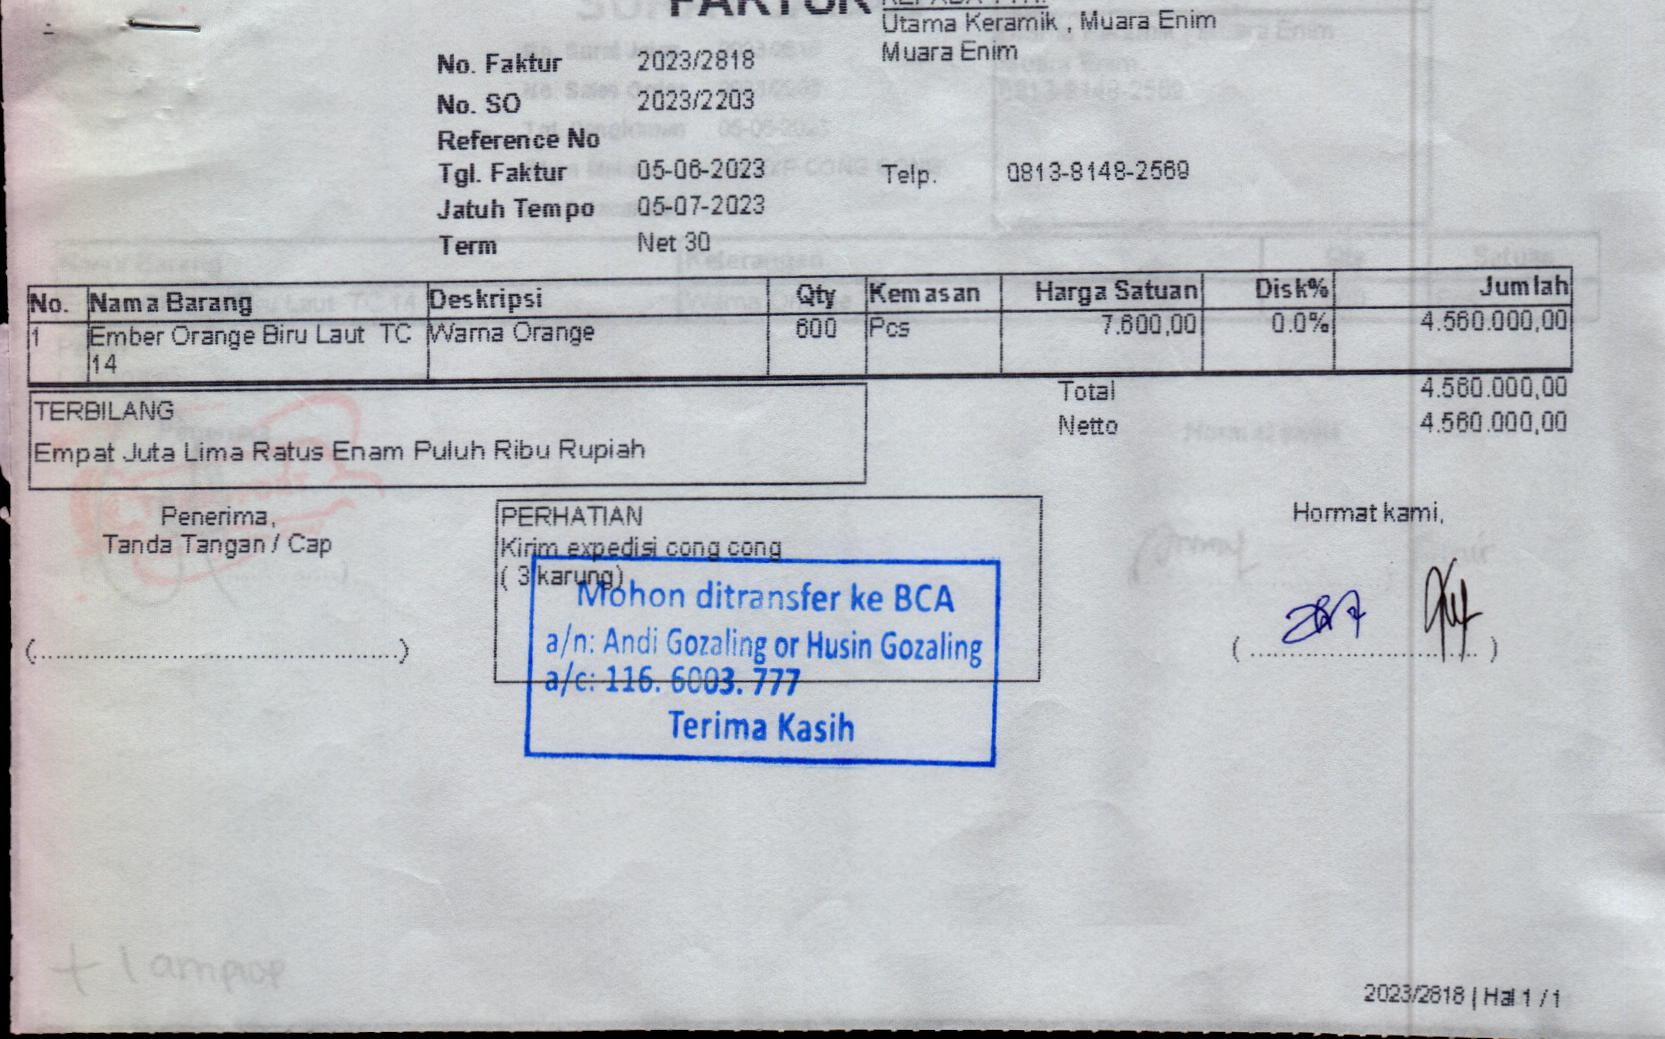 FAKTUR
KEPADA YTH.
Utama Keramik , Muara Enim
Muara Enim
No. Faktur 2023/2818
No. SO 2023/2203
Reference No
Tgl. Faktur 05-06-2023
Telp. 0813-8148-2569
Jatuh Tempo 05-07-2023
Term Net 30
No. Nama Barang Deskripsi Qty Kemasan Harga Satuan Disk% Jumlah
1 Ember Orange Biru Laut TC Warna Orange 600 Pcs 7.600,00 0.0% 4.560.000,00
14
Total 4.560.000,00
Netto 4.560.000,00
TERBILANG
Empat Juta Lima Ratus Enam Puluh Ribu Rupiah
Penerima,
Tanda Tangan / Cap
(..............................................)
PERHATIAN
Kirim expedisi cong cong
( 3 karung)
Mohon ditransfer ke BCA
a/n: Andi Gozaling or Husin Gozaling
a/c: 116. 6003. 777
Terima Kasih
Hormat kami,
( ............................. )
+ 1 amplop
2023/2818 | Hal 1 / 1